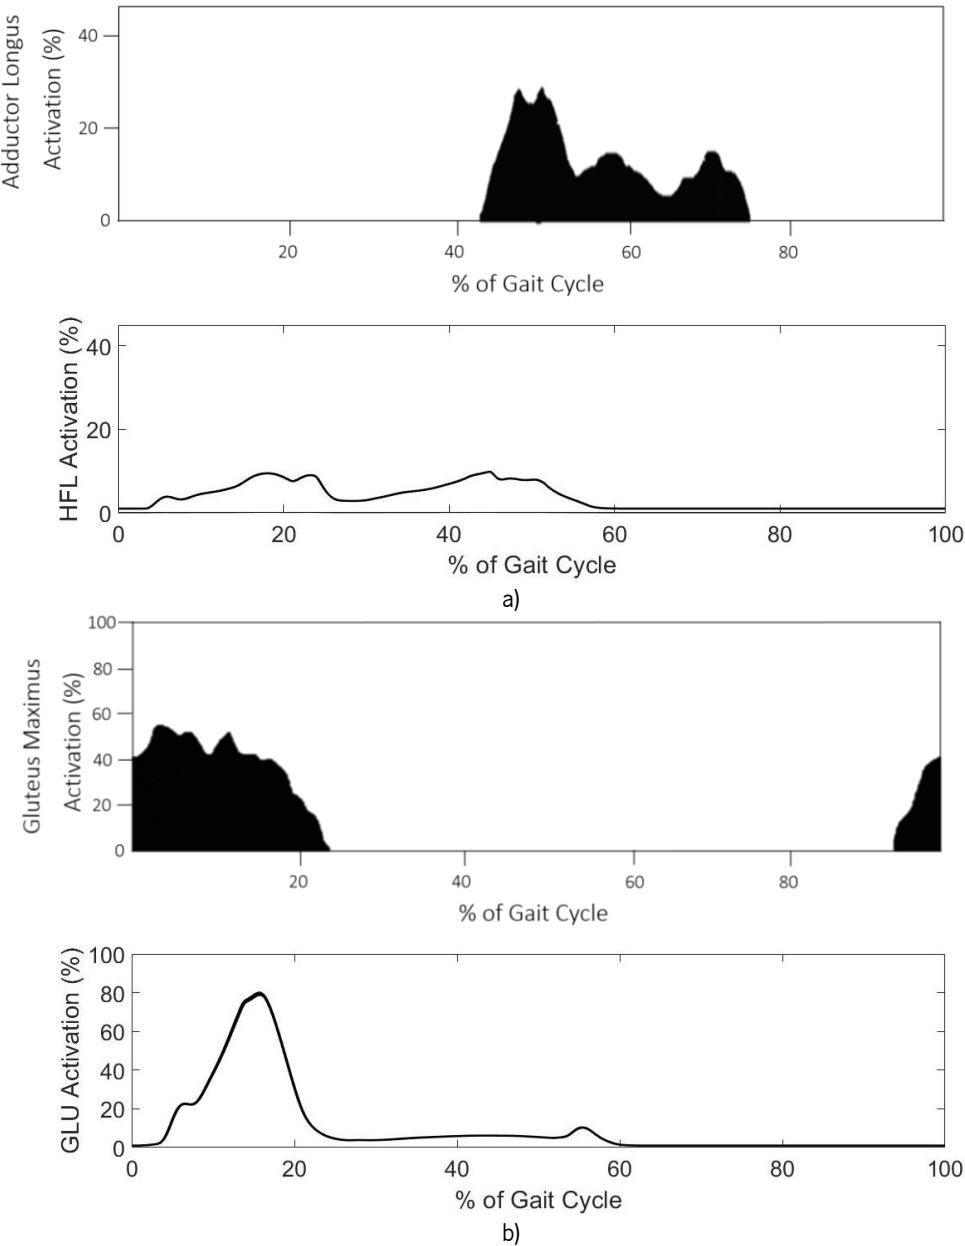 Adductor Longus
Activation (%)
40
20
0
20 40 60 80
% of Gait Cycle
HFL Activation (%)
40
20
0
0 20 40 60 80 100
% of Gait Cycle
a)
Gluteus Maximus
Activation (%)
100
80
60
40
20
0
20 40 60 80
% of Gait Cycle
GLU Activation (%)
100
80
60
40
20
0
0 20 40 60 80 100
% of Gait Cycle
b)